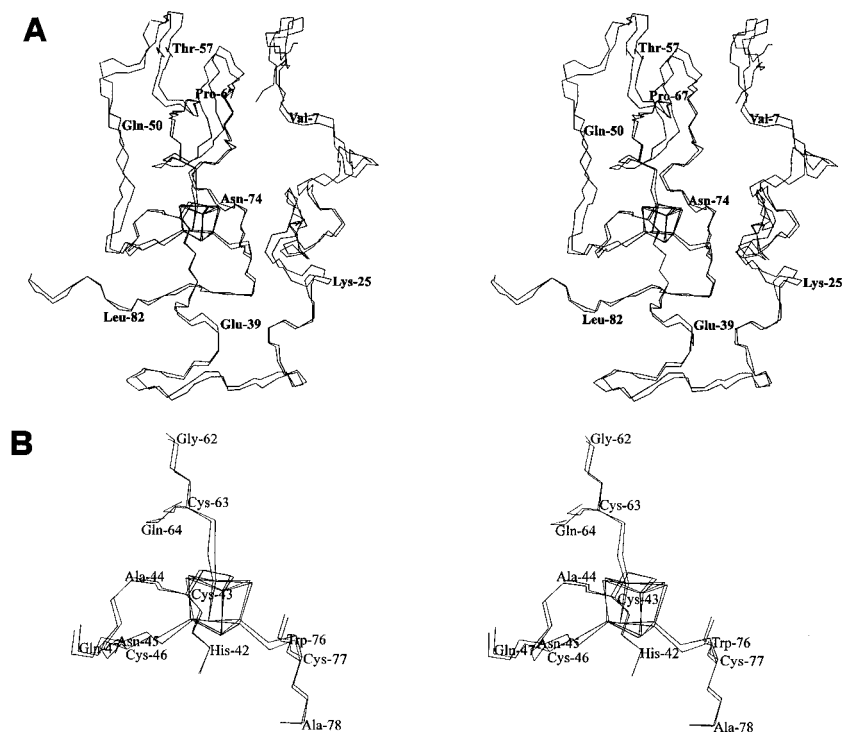 A
Thr-57 Thr-57
Pro-67 Pro-67
Gln-50 Val-7 Gln-50 Val-7
Asn-74 Asn-74
Lys-25 Lys-25
Leu-82 Glu-39 Leu-82 Glu-39
B
Gly-62 Gly-62
Cys-63 Cys-63
Gln-64 Gln-64
Ala-44 Ala-44
Cys-43 Cys-43
Gln-47 Asn-45 Trp-76 Gln-47 Asn-45 Trp-76
Cys-46 His-42 Cys-77 Cys-46 His-42 Cys-77
Ala-78 Ala-78